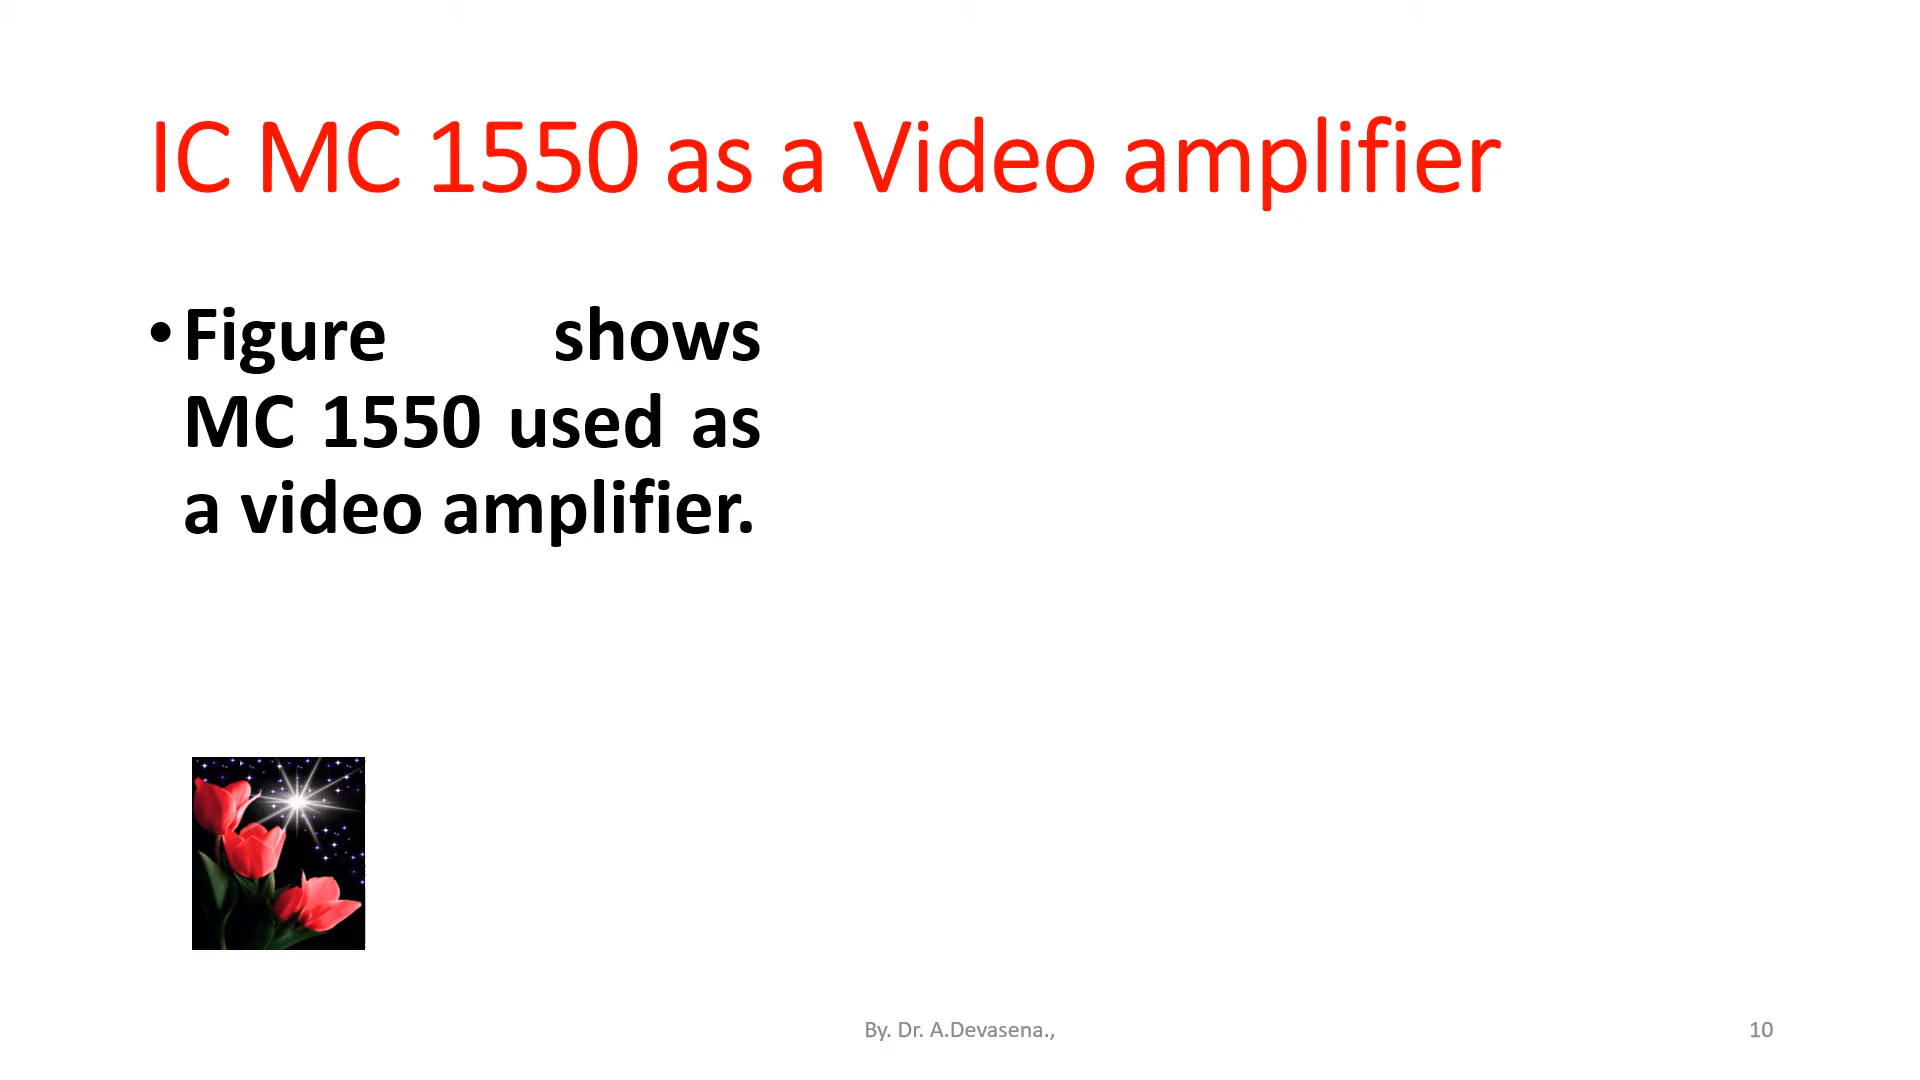 IC MC 1550 as a Video amplifier
•Figure shows
MC 1550 used as
a video amplifier.
By. Dr. A.Devasena.,
10